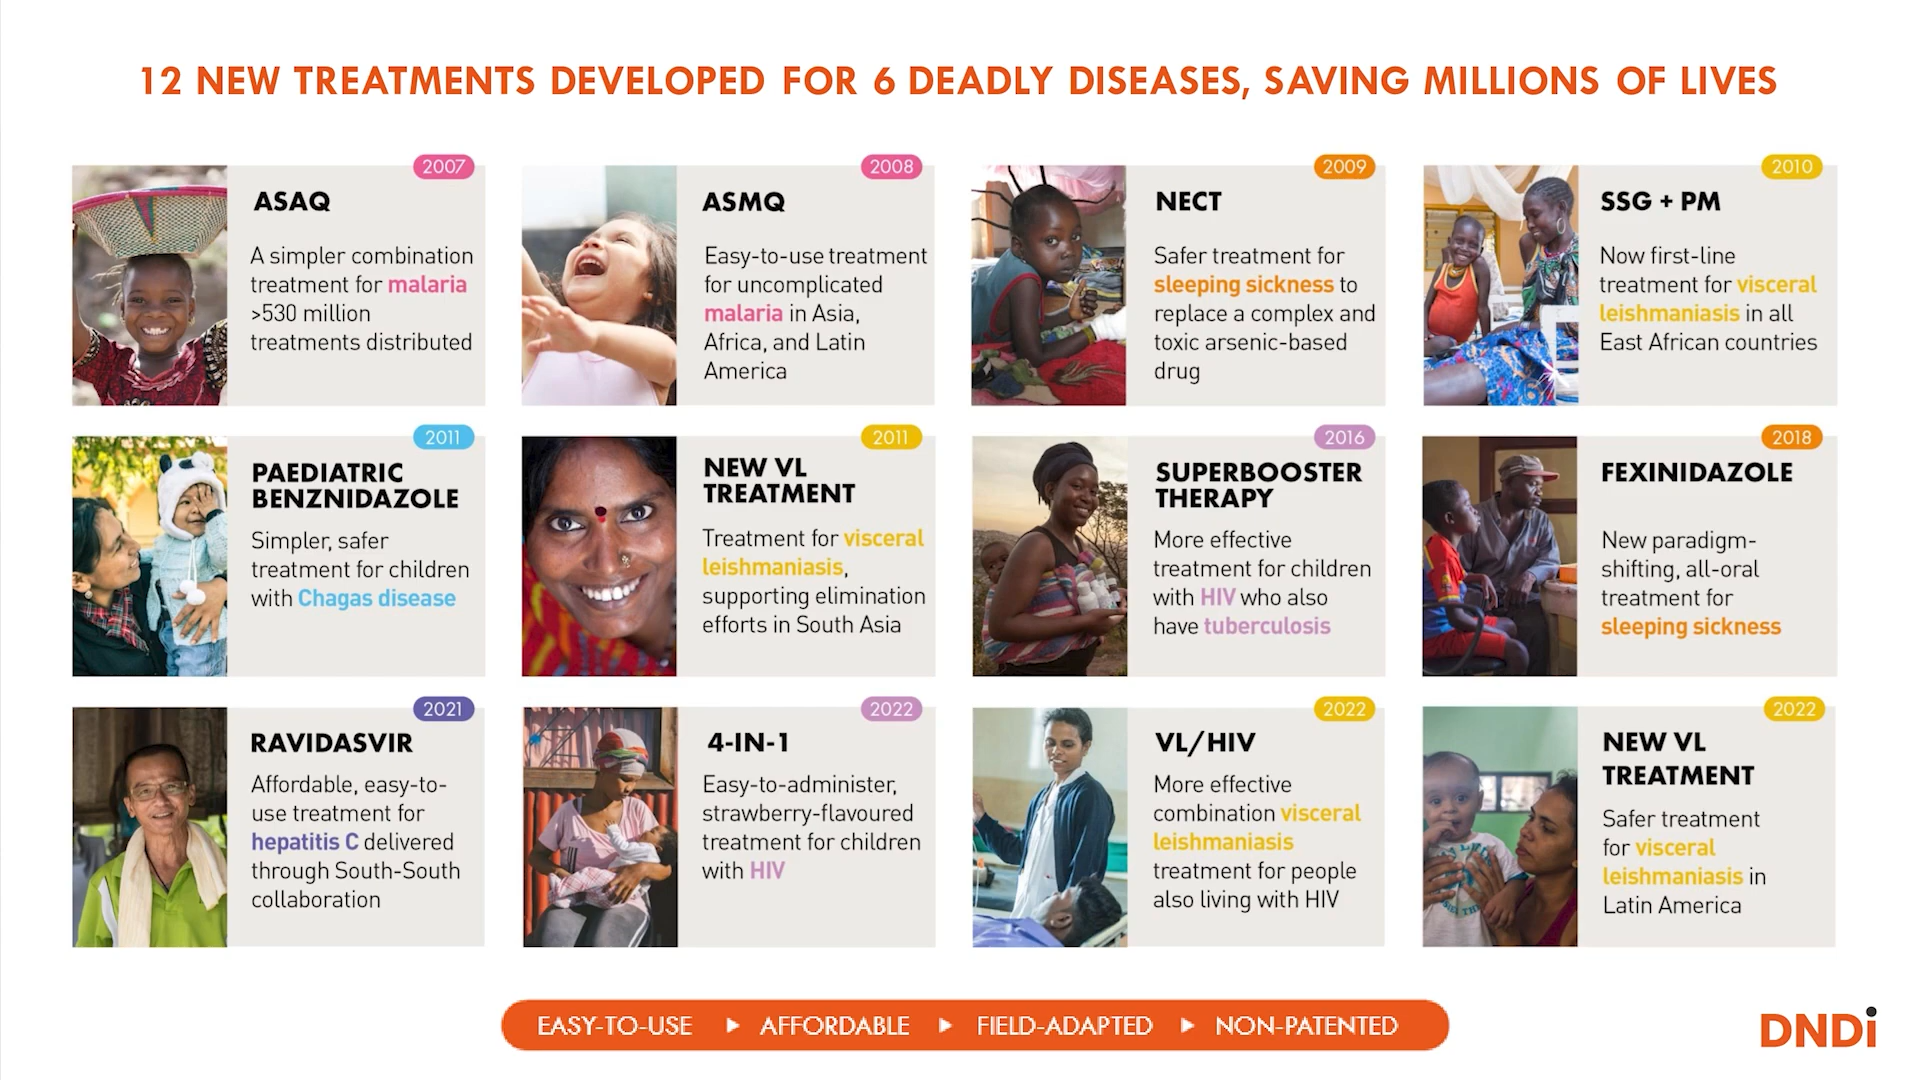 12 NEW TREATMENTS DEVELOPED FOR 6 DEADLY DISEASES, SAVING MILLIONS OF LIVES
2007
ASAQ
A simpler combination
treatment for malaria
>530 million
treatments distributed
2008
ASMQ
Easy-to-use treatment
for uncomplicated
malaria in Asia,
Africa, and Latin
America
2009
NECT
Safer treatment for
sleeping sickness to
replace a complex and
toxic arsenic-based
drug
2010
SSG + PM
Now first-line
treatment for visceral
leishmaniasis in all
East African countries
2011
PAEDIATRIC
BENZNIDAZOLE
Simpler, safer
treatment for children
with Chagas disease
2011
NEW VL
TREATMENT
Treatment for visceral
leishmaniasis,
supporting elimination
efforts in South Asia
2016
SUPERBOOSTER
THERAPY
More effective
treatment for children
with HIV who also
have tuberculosis
2018
FEXINIDAZOLE
New paradigm-
shifting, all-oral
treatment for
sleeping sickness
2021
RAVIDASVIR
Affordable, easy-to-
use treatment for
hepatitis C delivered
through South-South
collaboration
2022
4-IN-1
Easy-to-administer,
strawberry-flavoured
treatment for children
with HIV
2022
VL/HIV
More effective
combination visceral
leishmaniasis
treatment for people
also living with HIV
2022
NEW VL
TREATMENT
Safer treatment
for visceral
leishmaniasis in
Latin America
EASY-TO-USE ▸ AFFORDABLE ▸ FIELD-ADAPTED ▸ NON-PATENTED
DNDi